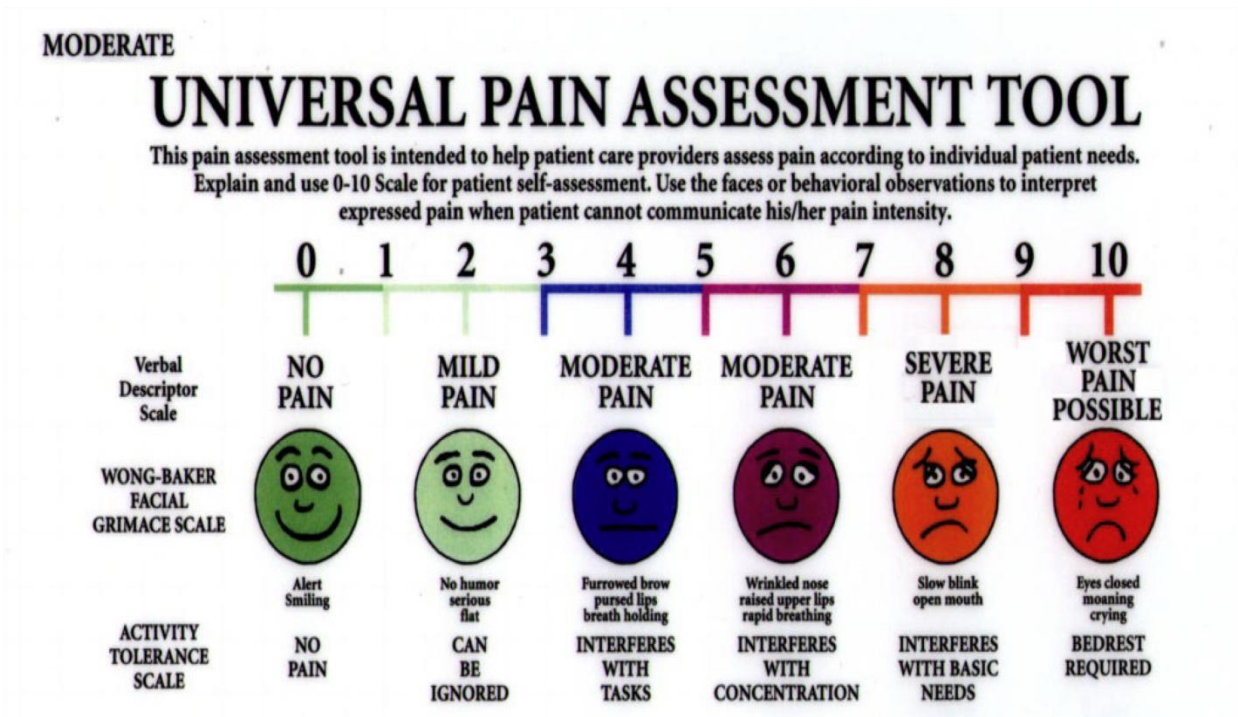 MODERATE
UNIVERSAL PAIN ASSESSMENT TOOL
This pain assessment tool is intended to help patient care providers assess pain according to individual patient needs.
Explain and use 0-10 Scale for patient self-assessment. Use the faces or behavioral observations to interpret
expressed pain when patient cannot communicate his/her pain intensity.
0 1 2 3 4 5 6 7 8 9 10
Verbal
Descriptor
Scale
NO
PAIN
MILD
PAIN
MODERATE
PAIN
MODERATE
PAIN
SEVERE
PAIN
WORST
PAIN
POSSIBLE
WONG-BAKER
FACIAL
GRIMACE SCALE
Alert
Smiling
No humor
serious
flat
Furrowed brow
pursed lips
breath holding
Wrinkled nose
raised upper lips
rapid breathing
Slow blink
open mouth
Eyes closed
moaning
crying
ACTIVITY
TOLERANCE
SCALE
NO
PAIN
CAN
BE
IGNORED
INTERFERES
WITH
TASKS
INTERFERES
WITH
CONCENTRATION
INTERFERES
WITH BASIC
NEEDS
BEDREST
REQUIRED